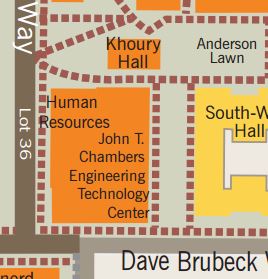 Way
Khoury
Hall
Anderson
Lawn
Human
Resources
Lot 36
John T.
Chambers
Engineering
Technology
Center
South-W
Hall
Dave Brubeck